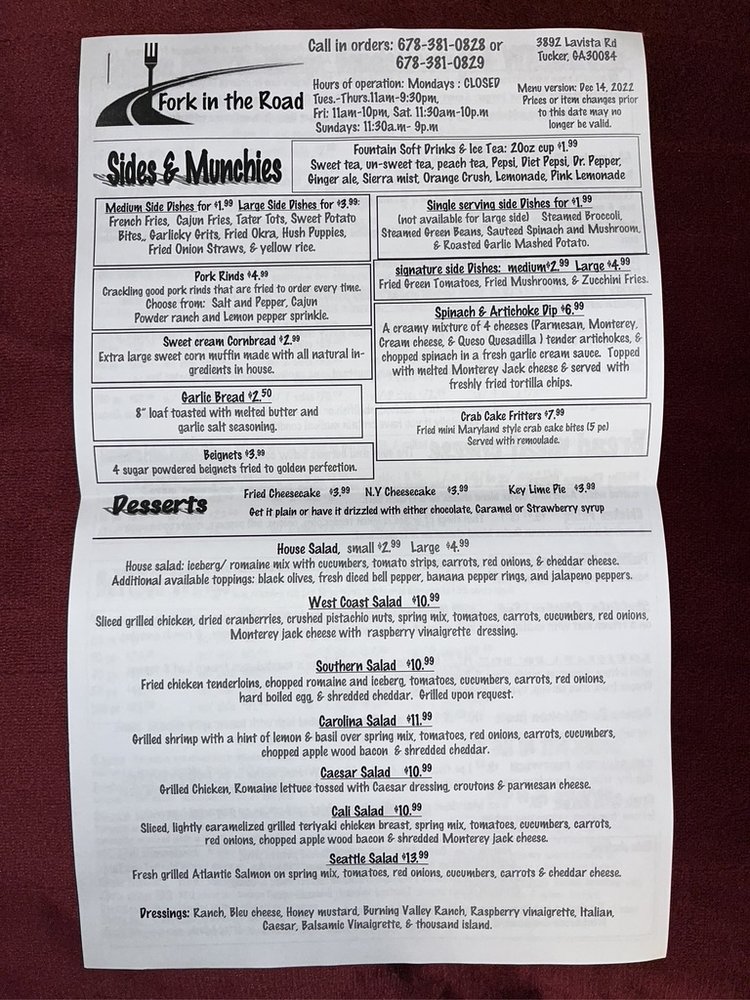 Fork in the Road
Call in orders: 678-381-0828 or
678-381-0829
Hours of operation: Mondays : CLOSED
Tues.-Thurs.11am-9:30pm,
Fri: 11am-10pm, Sat. 11:30am-10p.m
Sundays: 11:30a.m- 9p.m
3892 Lavista Rd
Tucker, GA30084
Menu version: Dec 14, 2022
Prices or item changes prior
to this date may no
longer be valid.
Sides & Munchies
Fountain Soft Drinks & Ice Tea: 20oz cup $1.99
Sweet tea, un-sweet tea, peach tea, Pepsi, Diet Pepsi, Dr. Pepper,
Ginger ale, Sierra mist, Orange Crush, Lemonade, Pink Lemonade
Medium Side Dishes for $1.99 Large Side Dishes for $3.99:
French Fries, Cajun Fries, Tater Tots, Sweet Potato
Bites,, Garlicky Grits, Fried Okra, Hush Puppies,
Fried Onion Straws, & yellow rice.
Pork Rinds $4.99
Crackling good pork rinds that are fried to order every time.
Choose from: Salt and Pepper, Cajun
Powder ranch and Lemon pepper sprinkle.
Sweet cream Cornbread $2.99
Extra large sweet corn muffin made with all natural in-
gredients in house.
Garlic Bread $2.50
8" loaf toasted with melted butter and
garlic salt seasoning.
Beignets $3.99
4 sugar powdered beignets fried to golden perfection.
Single serving side Dishes for $1.99
(not available for large side) Steamed Broccoli,
Steamed Green Beans, Sauteed Spinach and Mushroom,
& Roasted Garlic Mashed Potato.
signature side Dishes: medium$2.99 Large $4.99
Fried Green Tomatoes, Fried Mushrooms, & Zucchini Fries.
Spinach & Artichoke Dip $6.99
A creamy mixture of 4 cheeses (Parmesan, Monterey,
Cream cheese, & Queso Quesadilla ) tender artichokes, &
chopped spinach in a fresh garlic cream sauce. Topped
with melted Monterey Jack cheese & served with
freshly fried tortilla chips.
Crab Cake Fritters $7.99
Fried mini Maryland style crab cake bites (5 pc)
Served with remoulade.
Desserts
Fried Cheesecake $3.99 N.Y Cheesecake $3.99 Key Lime Pie $3.99
Get it plain or have it drizzled with either chocolate, Caramel or Strawberry syrup
House Salad, small $2.99 Large $4.99
House salad: iceberg/ romaine mix with cucumbers, tomato strips, carrots, red onions, & cheddar cheese.
Additional available toppings: black olives, fresh diced bell pepper, banana pepper rings, and jalapeno peppers.
West Coast Salad $10.99
Sliced grilled chicken, dried cranberries, crushed pistachio nuts, spring mix, tomatoes, carrots, cucumbers, red onions,
Monterey jack cheese with raspberry vinaigrette dressing.
Southern Salad $10.99
Fried chicken tenderloins, chopped romaine and iceberg, tomatoes, cucumbers, carrots, red onions,
hard boiled egg, & shredded cheddar. Grilled upon request.
Carolina Salad $11.99
Grilled shrimp with a hint of lemon & basil over spring mix, tomatoes, red onions, carrots, cucumbers,
chopped apple wood bacon & shredded cheddar.
Caesar Salad $10.99
Grilled Chicken, Romaine lettuce tossed with Caesar dressing, croutons & parmesan cheese.
Cali Salad $10.99
Sliced, lightly caramelized grilled teriyaki chicken breast, spring mix, tomatoes, cucumbers, carrots,
red onions, chopped apple wood bacon & shredded Monterey jack cheese.
Seattle Salad $13.99
Fresh grilled Atlantic Salmon on spring mix, tomatoes, red onions, cucumbers, carrots & cheddar cheese.
Dressings: Ranch, Bleu cheese, Honey mustard, Burning Valley Ranch, Raspberry vinaigrette, Italian,
Caesar, Balsamic Vinaigrette, & thousand island.